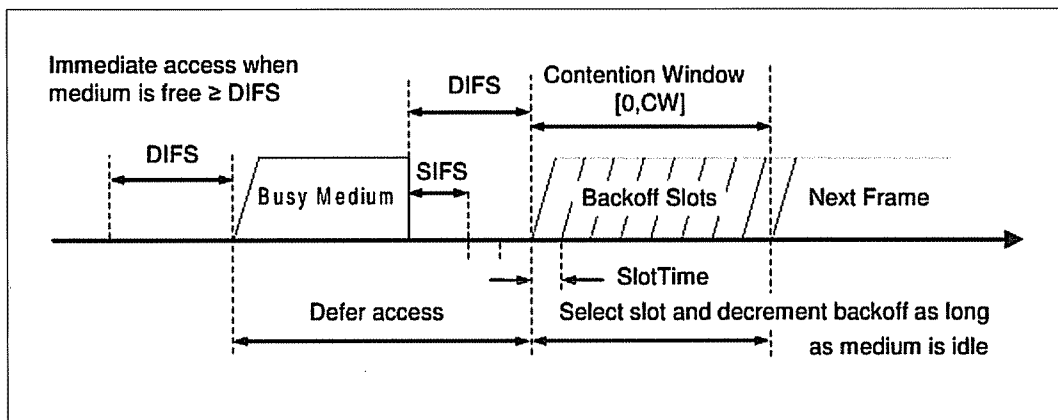 Immediate access when
medium is free ≥ DIFS
DIFS
Contention Window
[0,CW]
DIFS
SIFS
Busy Medium
Backoff Slots
Next Frame
SlotTime
Defer access
Select slot and decrement backoff as long
as medium is idle